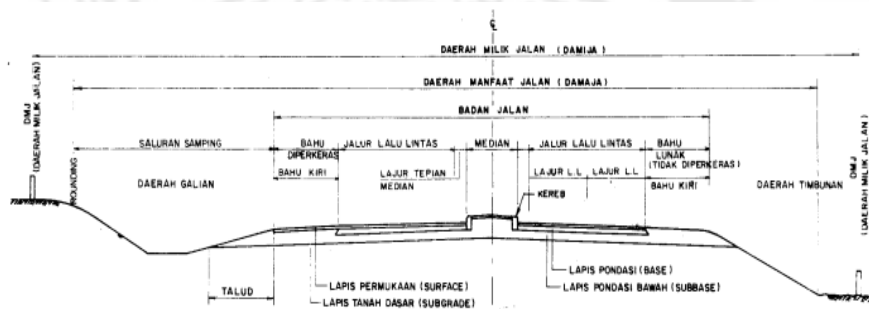 ℄
DAERAH MILIK JALAN (DAMIJA)
DAERAH MANFAAT JALAN (DAMAJA)
BADAN JALAN
DMJ
(DAERAH MILIK JALAN)
ROUNDING
SALURAN SAMPING
BAHU
DIPERKERAS
JALUR LALU LINTAS
MEDIAN
JALUR LALU LINTAS
BAHU
LUNAK
(TIDAK DIPERKERAS)
DAERAH GALIAN
BAHU KIRI
LAJUR TEPIAN
MEDIAN
LAJUR L.L
LAJUR L.L
BAHU KIRI
DAERAH TIMBUNAN
DMJ
(DAERAH MILIK JALAN)
KEREB
LAPIS PERMUKAAN (SURFACE)
LAPIS PONDASI (BASE)
LAPIS PONDASI BAWAH (SUBBASE)
TALUD
LAPIS TANAH DASAR (SUBGRADE)